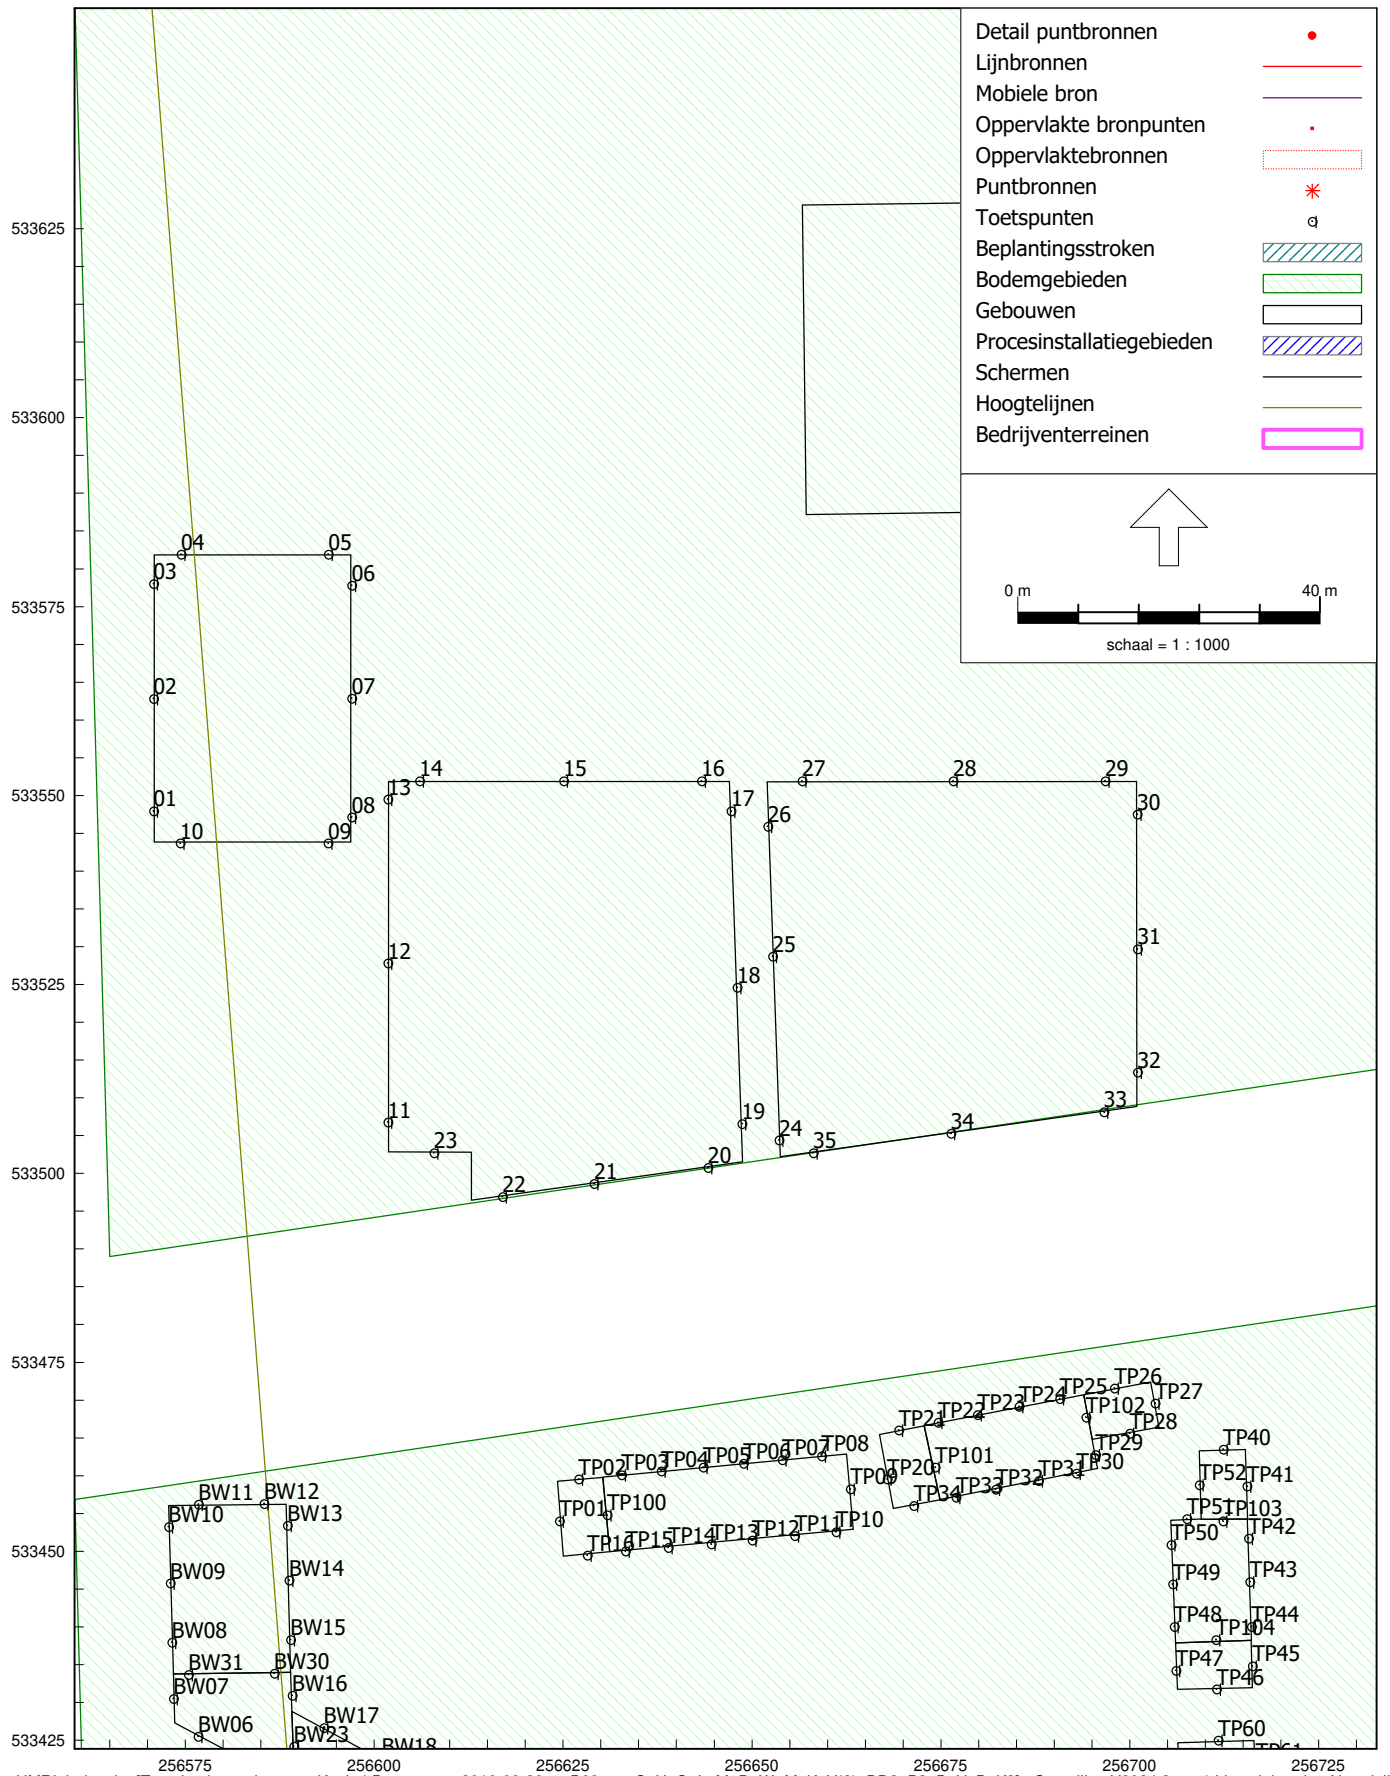 Detail puntbronnen
Lijnbronnen
Mobiele bron
Oppervlakte bronpunten
Oppervlaktebronnen
Puntbronnen
Toetspunten
Beplantingsstroken
Bodemgebieden
Gebouwen
Procesinstallatiegebieden
Schermen
Hoogtelijnen
Bedrijventerreinen
0 m 40 m
schaal = 1 : 1000
533625
533600
533575
533550
533525
533500
533475
533450
533425
04 05
03 06
02 07
01 08
10 09
13 14 15 16
17
12
18
11
19
23
20
21
22
27 28 29
26 30
25 31
32
24 33
35 34
TP26
TP25 TP27
TP24 TP102
TP23 TP28
TP22
TP21 TP29
TP101 TP30
TP20 TP31
TP32
TP33
TP34
TP08
TP07
TP06
TP05
TP04
TP03
TP02 TP09
TP01 TP100
TP10
TP11
TP12
TP13
TP14
TP15
TP16
TP40
TP52 TP41
TP51 TP103
TP50 TP42
TP49 TP43
TP48 TP44
TP104
TP47 TP45
TP46
TP60
TP61
BW11 BW12
BW10 BW13
BW09 BW14
BW08 BW15
BW31 BW30
BW07 BW16
BW06 BW17
BW23 BW18
256575 256600 256625 256650 256675 256700 256725